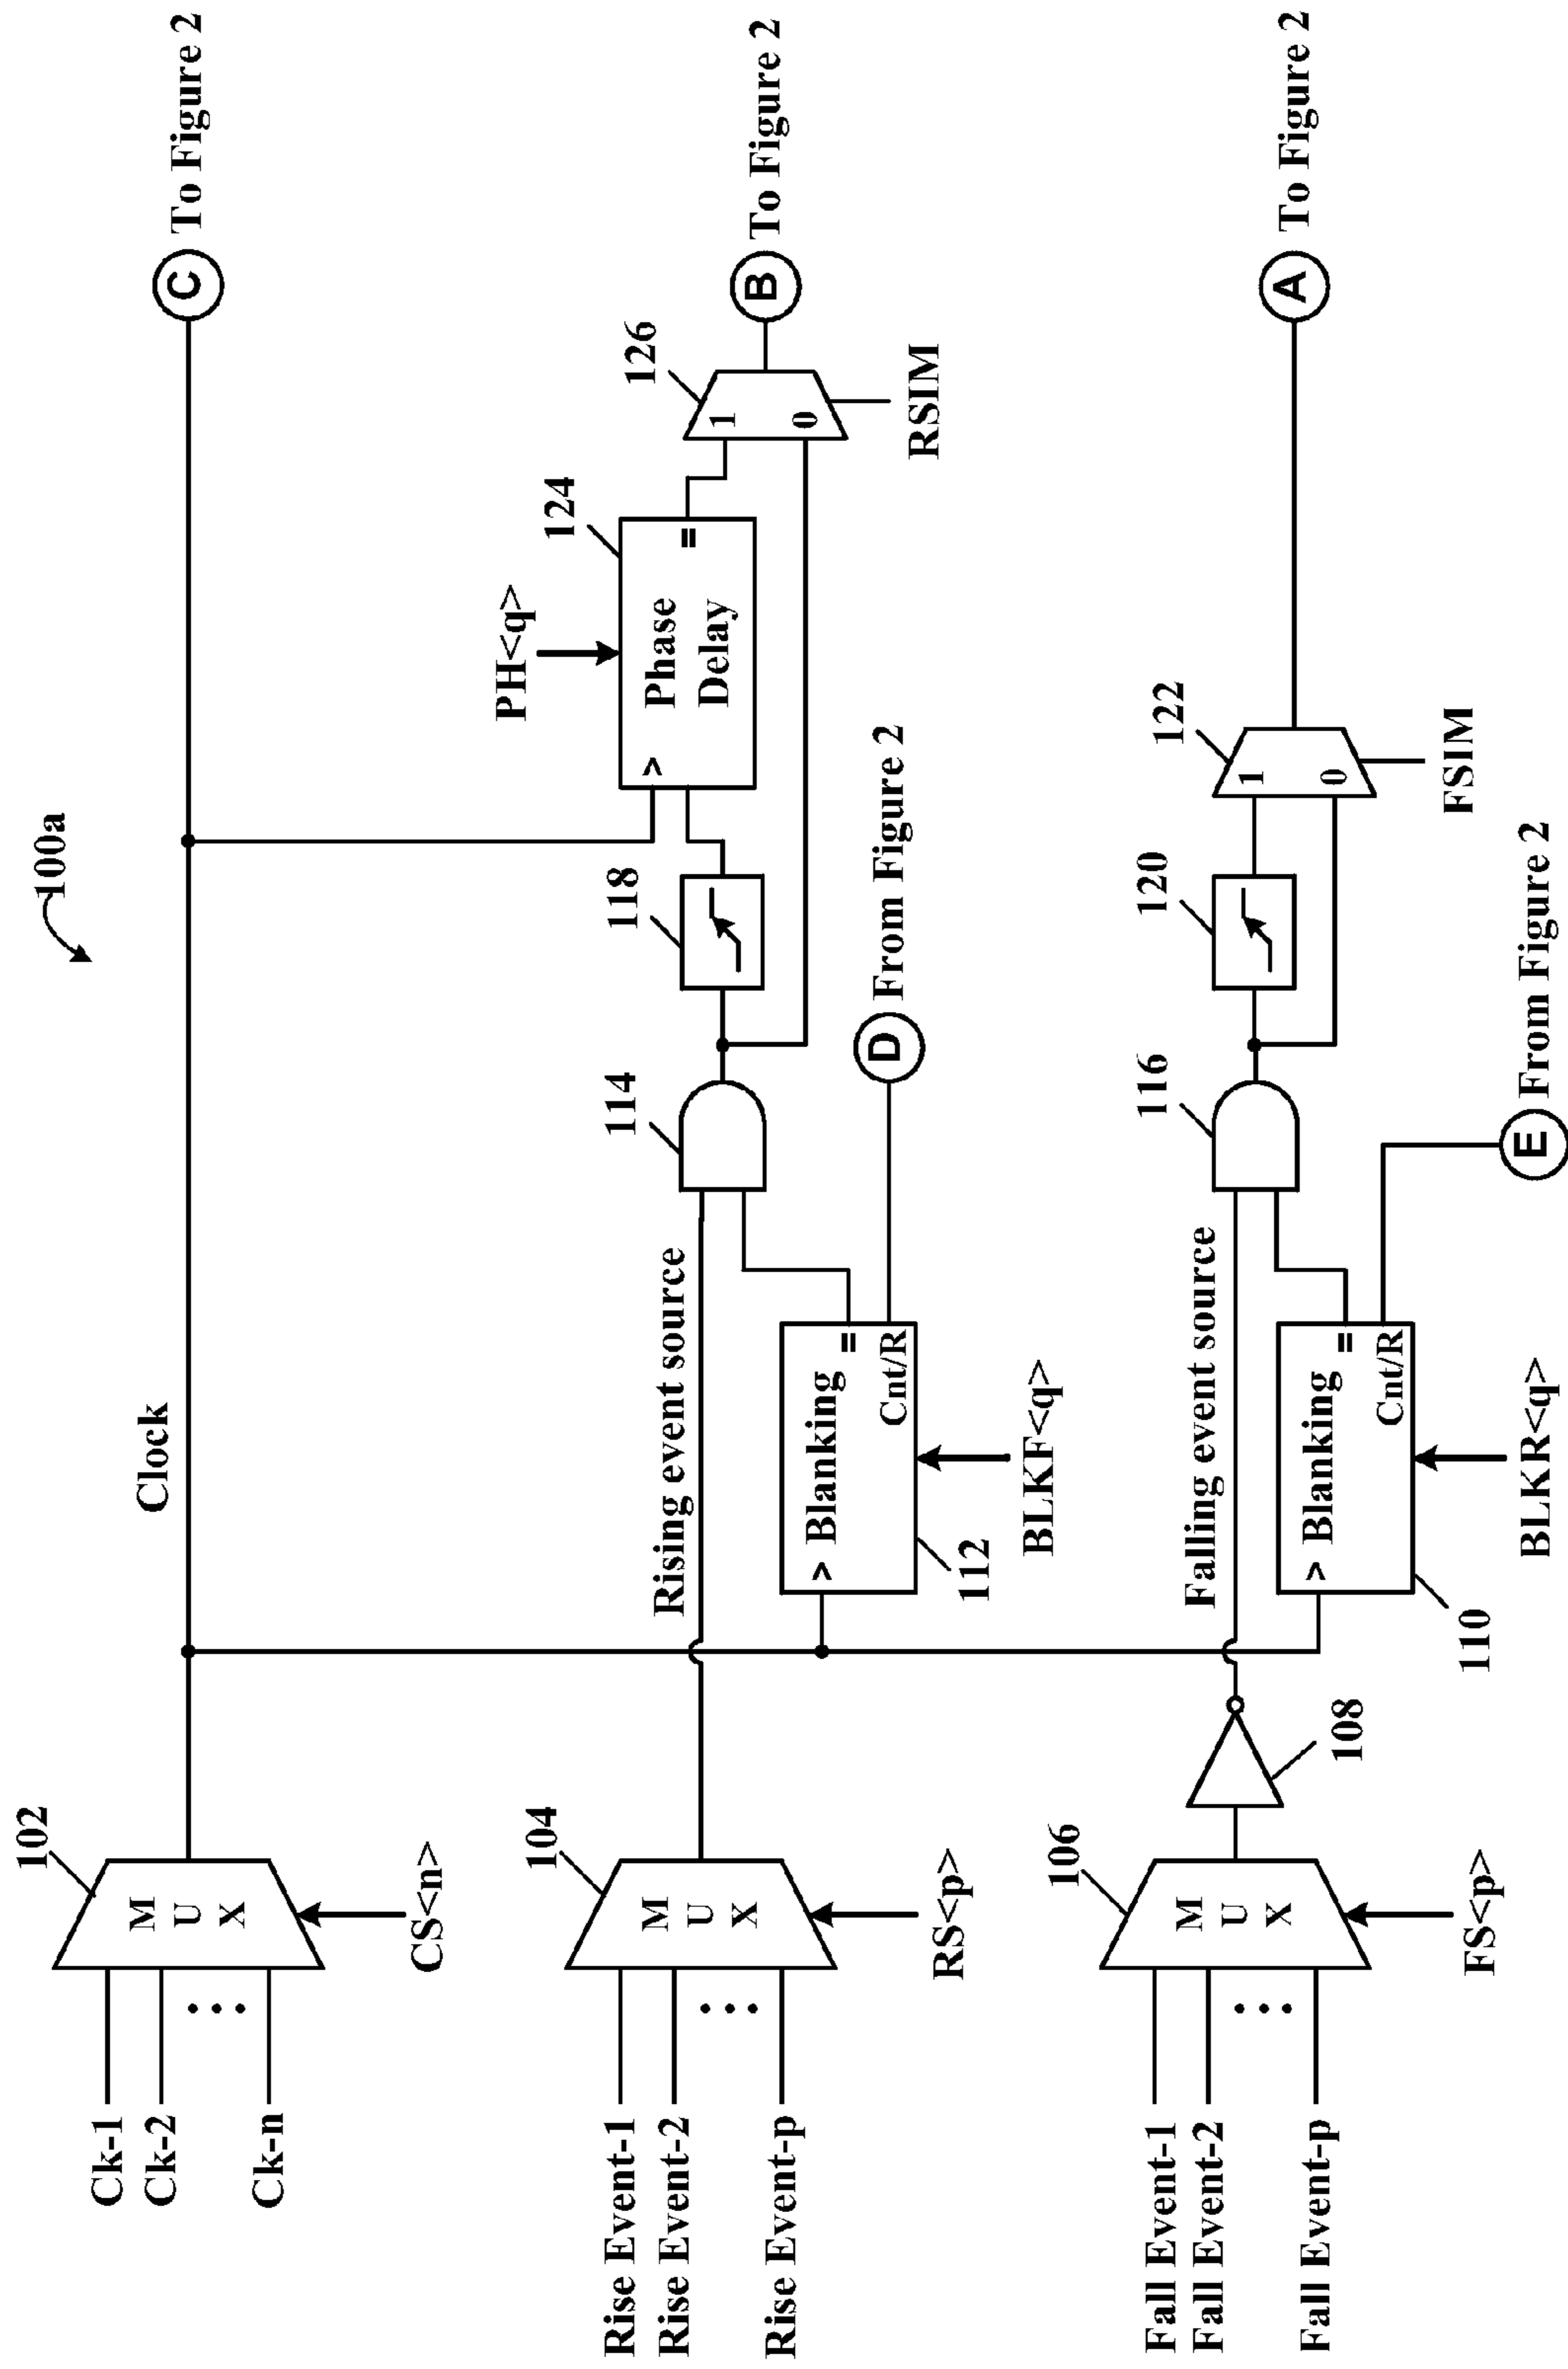 100a
Ck-1
Ck-2
Ck-n
102
M
U
X
CS<n>
Clock
C
To Figure 2
Rise Event-1
Rise Event-2
Rise Event-p
104
M
U
X
RS<p>
Rising event source
> Blanking =
Cnt/R
112
BLKF<q>
114
D
From Figure 2
118
PH<q>
124
>
Phase
Delay
=
126
1
0
RSIM
B
To Figure 2
Fall Event-1
Fall Event-2
Fall Event-p
106
M
U
X
FS<p>
108
Falling event source
> Blanking =
Cnt/R
110
BLKR<q>
116
E
From Figure 2
120
122
1
0
FSIM
A
To Figure 2